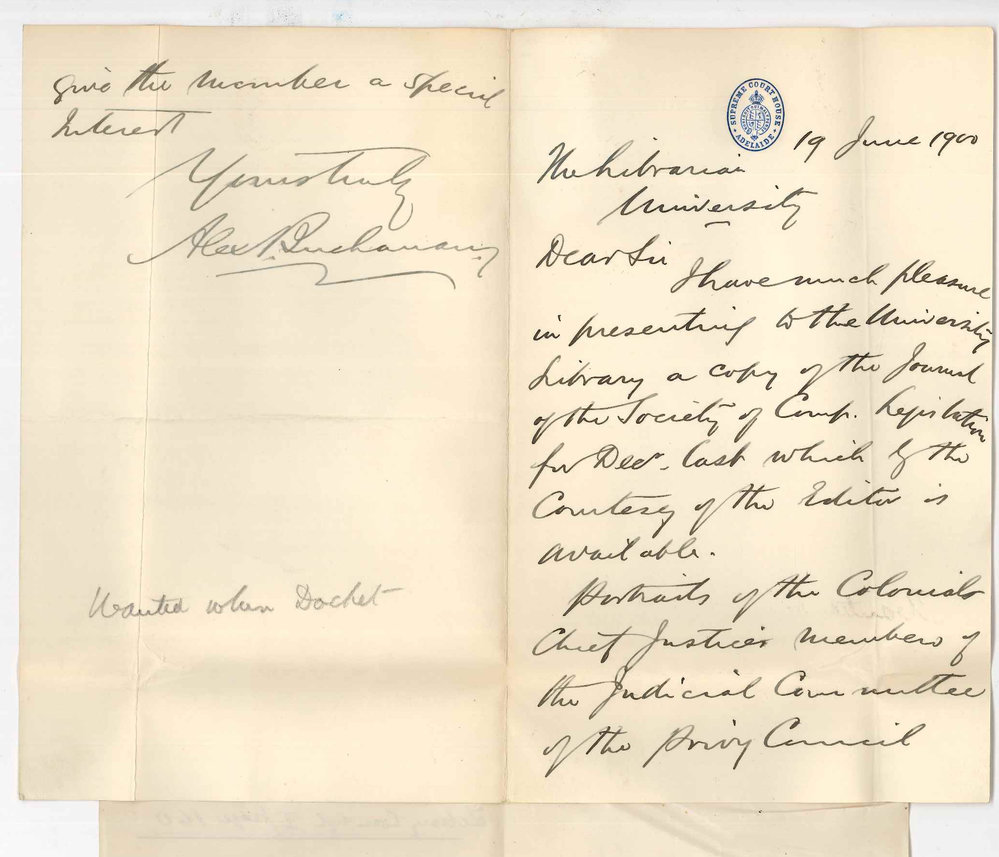 SUPREME COURT HOUSE
ADELAIDE
19 June 1900
The Librarian
University
Dear Sir
I have much pleasure
in presenting to the University
Library a copy of the Journal
of the Society of Comp. Legislation
for Decr. last which by the
Courtesy of the Editor is
available.
Portraits of the Colonial
Chief Justices members of
the Judicial Committee
of the Privy Council
give the number a special
interest
Yours truly
Alex Buchanan
Wanted when Docket